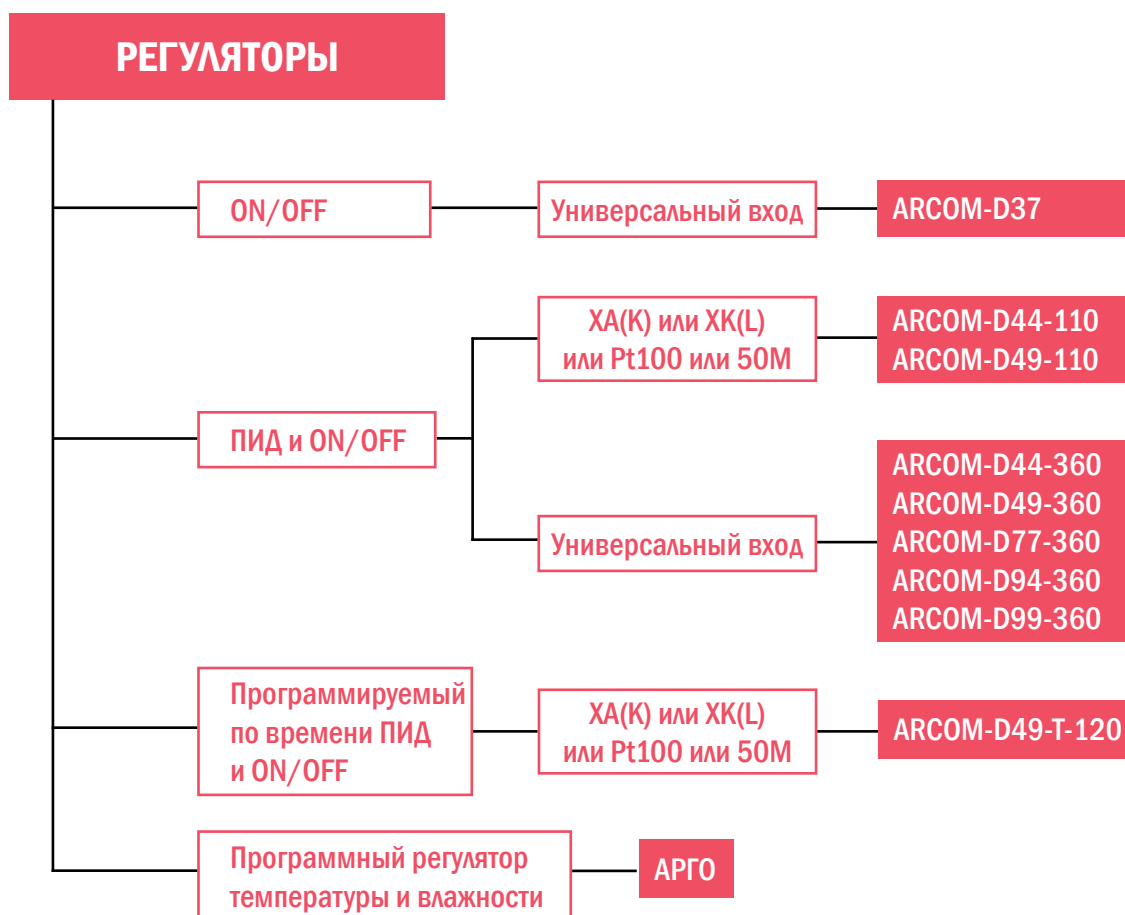 РЕГУЛЯТОРЫ
ON/OFF
Универсальный вход
ARCOM-D37
ПИД и ON/OFF
ХА(К) или ХК(L)
или Pt100 или 50М
ARCOM-D44-110
ARCOM-D49-110
Универсальный вход
ARCOM-D44-360
ARCOM-D49-360
ARCOM-D77-360
ARCOM-D94-360
ARCOM-D99-360
Программируемый
по времени ПИД
и ON/OFF
ХА(К) или ХК(L)
или Pt100 или 50М
ARCOM-D49-T-120
Программный регулятор
температуры и влажности
АРГО